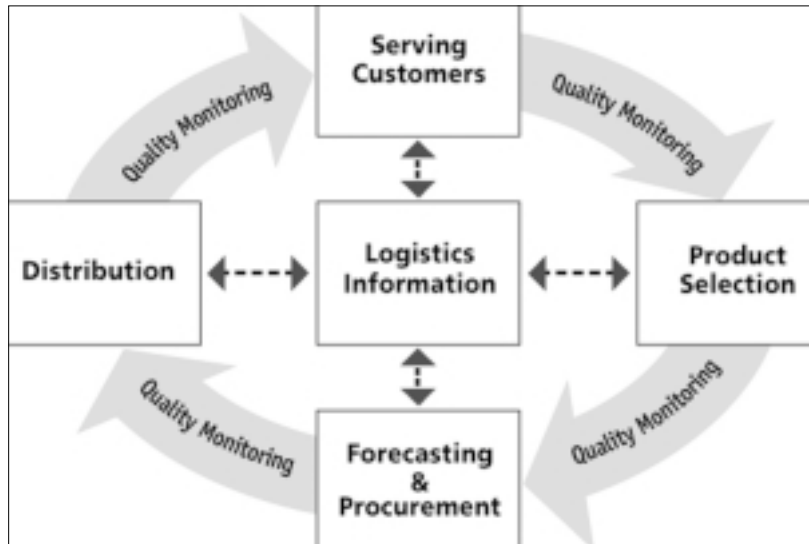 Serving
Customers
Quality Monitoring
Quality Monitoring
Distribution
Logistics
Information
Product
Selection
Quality Monitoring
Quality Monitoring
Forecasting
&
Procurement